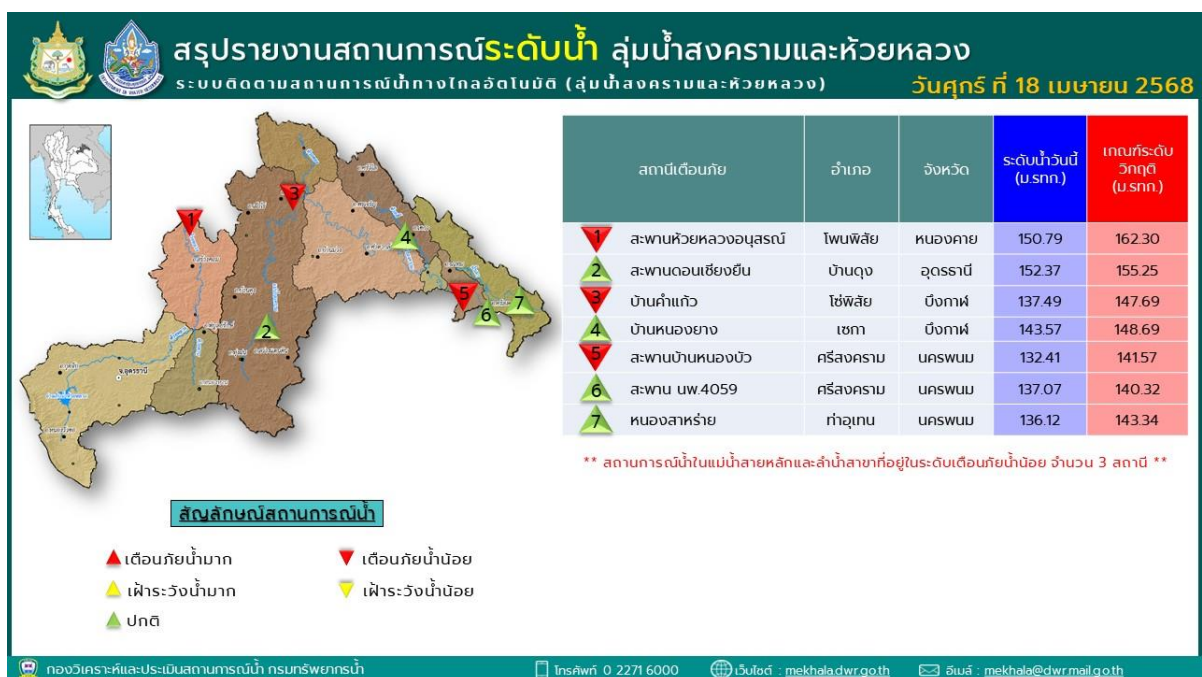 สรุปรายงานสถานการณ์ระดับน้ำ ลุ่มน้ำสงครามและห้วยหลวง
ระบบติดตามสถานการณ์น้ำทางไกลอัตโนมัติ (ลุ่มน้ำสงครามและห้วยหลวง)
วันศุกร์ ที่ 18 เมษายน 2568
สถานีเตือนภัย อำเภอ จังหวัด ระดับน้ำวันนี้ (ม.รทก.) เกณฑ์ระดับวิกฤติ (ม.รทก.)
1 สะพานห้วยหลวงอนุสรณ์ โพนพิสัย หนองคาย 150.79 162.30
2 สะพานดอนเชียงยืน บ้านดุง อุดรธานี 152.37 155.25
3 บ้านคำแก้ว โซ่พิสัย บึงกาฬ 137.49 147.69
4 บ้านหนองยาง เซกา บึงกาฬ 143.57 148.69
5 สะพานบ้านหนองบัว ศรีสงคราม นครพนม 132.41 141.57
6 สะพาน นพ.4059 ศรีสงคราม นครพนม 137.07 140.32
7 หนองสาหร่าย ท่าอุเทน นครพนม 136.12 143.34
** สถานการณ์น้ำในแม่น้ำสายหลักและลำน้ำสาขาที่อยู่ในระดับเตือนภัยน้ำน้อย จำนวน 3 สถานี **
1
3
4
5
7
6
2
จ.อุดรธานี
สัญลักษณ์สถานการณ์น้ำ
เตือนภัยน้ำมาก เตือนภัยน้ำน้อย
เฝ้าระวังน้ำมาก เฝ้าระวังน้ำน้อย
ปกติ
กองวิเคราะห์และประเมินสถานการณ์น้ำ กรมทรัพยากรน้ำ โทรศัพท์ 0 2271 6000 เว็บไซต์ : mekhala.dwr.go.th อีเมล์ : mekhala@dwr.mail.go.th